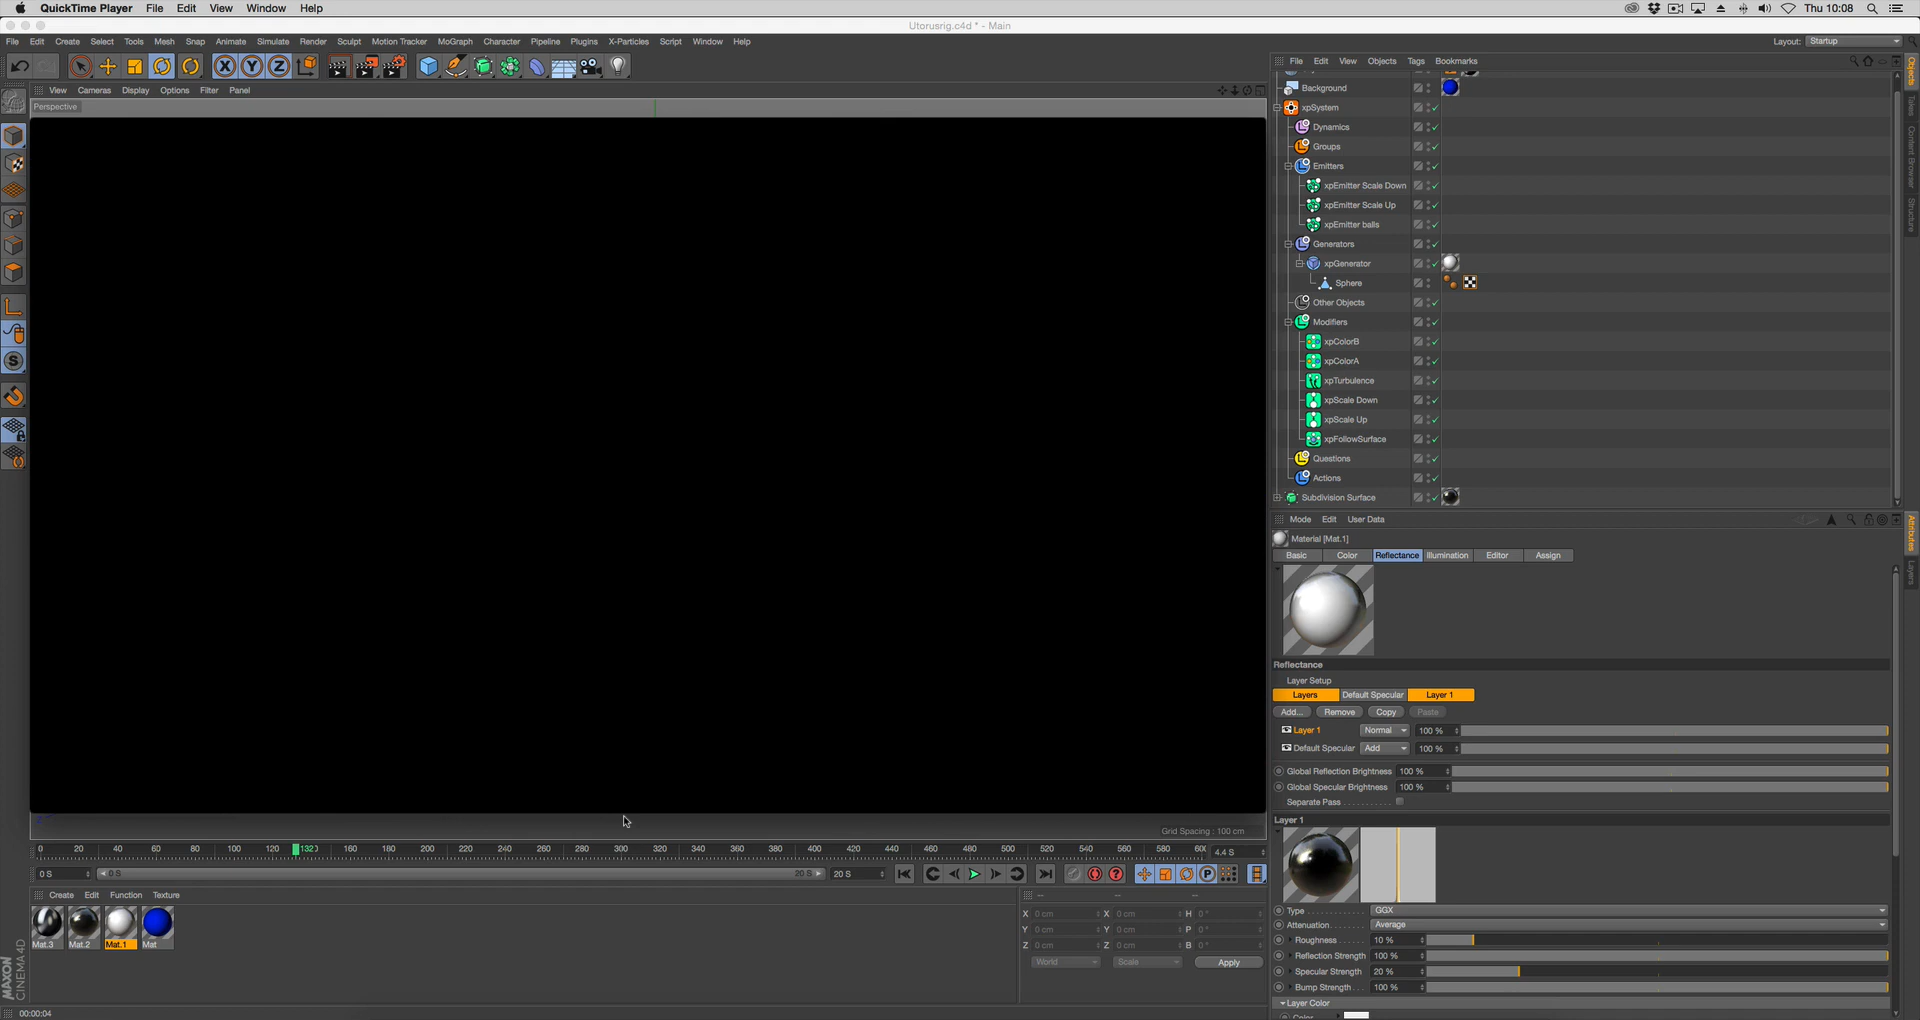 QuickTime Player File Edit View Window Help Thu 10:08
Utorusrig.c4d * - Main
File Edit Create Select Tools Mesh Snap Animate Simulate Render Sculpt Motion Tracker MoGraph Character Pipeline Plugins X-Particles Script Window Help Layout: Startup
X Y Z
File Edit View Objects Tags Bookmarks
View Cameras Display Options Filter Panel
Perspective
Background
xpSystem
Dynamics
Groups
Emitters
xpEmitter Scale Down
xpEmitter Scale Up
xpEmitter balls
Generators
xpGenerator
Sphere
Other Objects
Modifiers
xpColorB
xpColorA
xpTurbulence
xpScale Down
xpScale Up
xpFollowSurface
Questions
Actions
Subdivision Surface
Objects
Takes
Content Browser
Structure
Mode Edit User Data
Material [Mat.1]
Basic Color Reflectance Illumination Editor Assign
Attributes
Layers
Reflectance
Layer Setup
Layers Default Specular Layer 1
Add... Remove Copy Paste
Layer 1 Normal 100 %
Default Specular Add 100 %
Global Reflection Brightness 100 %
Global Specular Brightness 100 %
Separate Pass
Layer 1
Type GGX
Attenuation Average
Roughness 10 %
Reflection Strength 100 %
Specular Strength 20 %
Bump Strength 100 %
Layer Color
Color
Grid Spacing : 100 cm
0 20 40 60 80 100 120 132 160 180 200 220 240 260 280 300 320 340 360 380 400 420 440 460 480 500 520 540 560 580 4.4 S
0 S 0 S 20 S 20 S
Create Edit Function Texture
Mat.3 Mat.2 Mat.1 Mat
-- -- --
X 0 cm X 0 cm H 0 °
Y 0 cm Y 0 cm P 0 °
Z 0 cm Z 0 cm B 0 °
World Scale Apply
MAXON CINEMA 4D
00:00:04